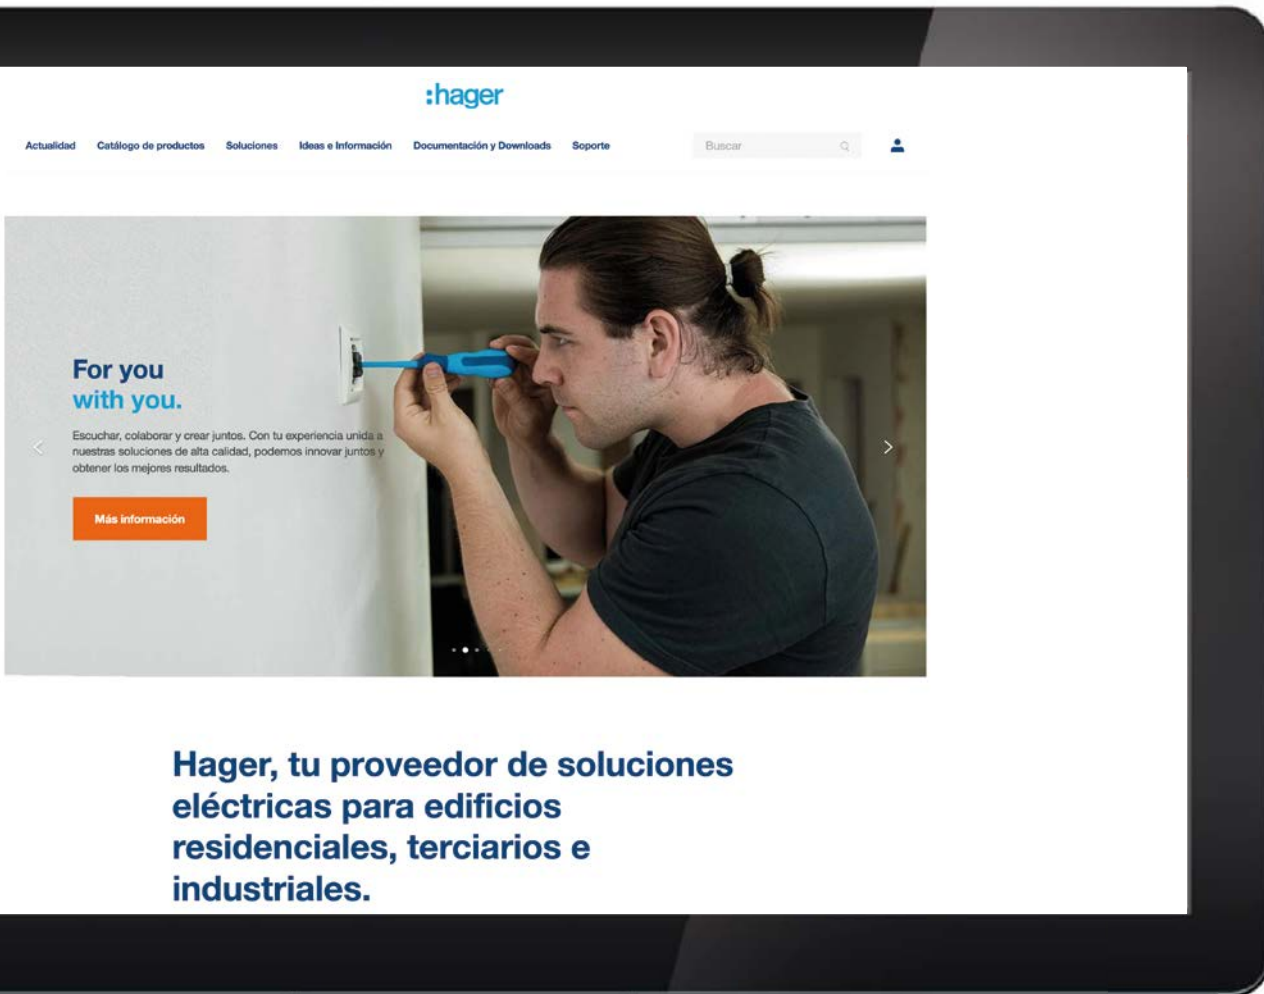 :hager
Actualidad Catálogo de productos Soluciones Ideas e Información Documentación y Downloads Soporte Buscar
For you
with you.
Escuchar, colaborar y crear juntos. Con tu experiencia unida a
nuestras soluciones de alta calidad, podemos innovar juntos y
obtener los mejores resultados.
Más información
Hager, tu proveedor de soluciones
eléctricas para edificios
residenciales, terciarios e
industriales.